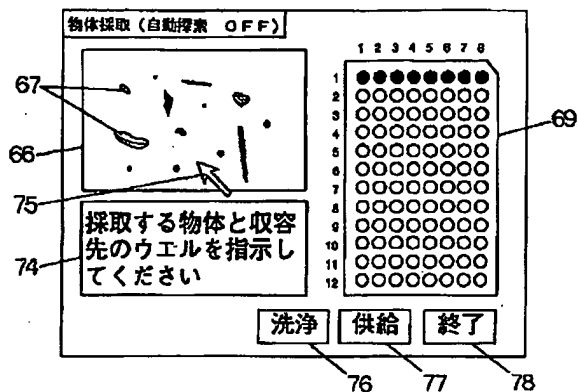 物体採取（自動探索 OFF）
67
66
75
74
採取する物体と収容
先のウエルを指示し
てください
1 2 3 4 5 6 7 8
1
2
3
4
5
6
7
8
9
10
11
12
69
洗浄 供給 終了
76 77 78